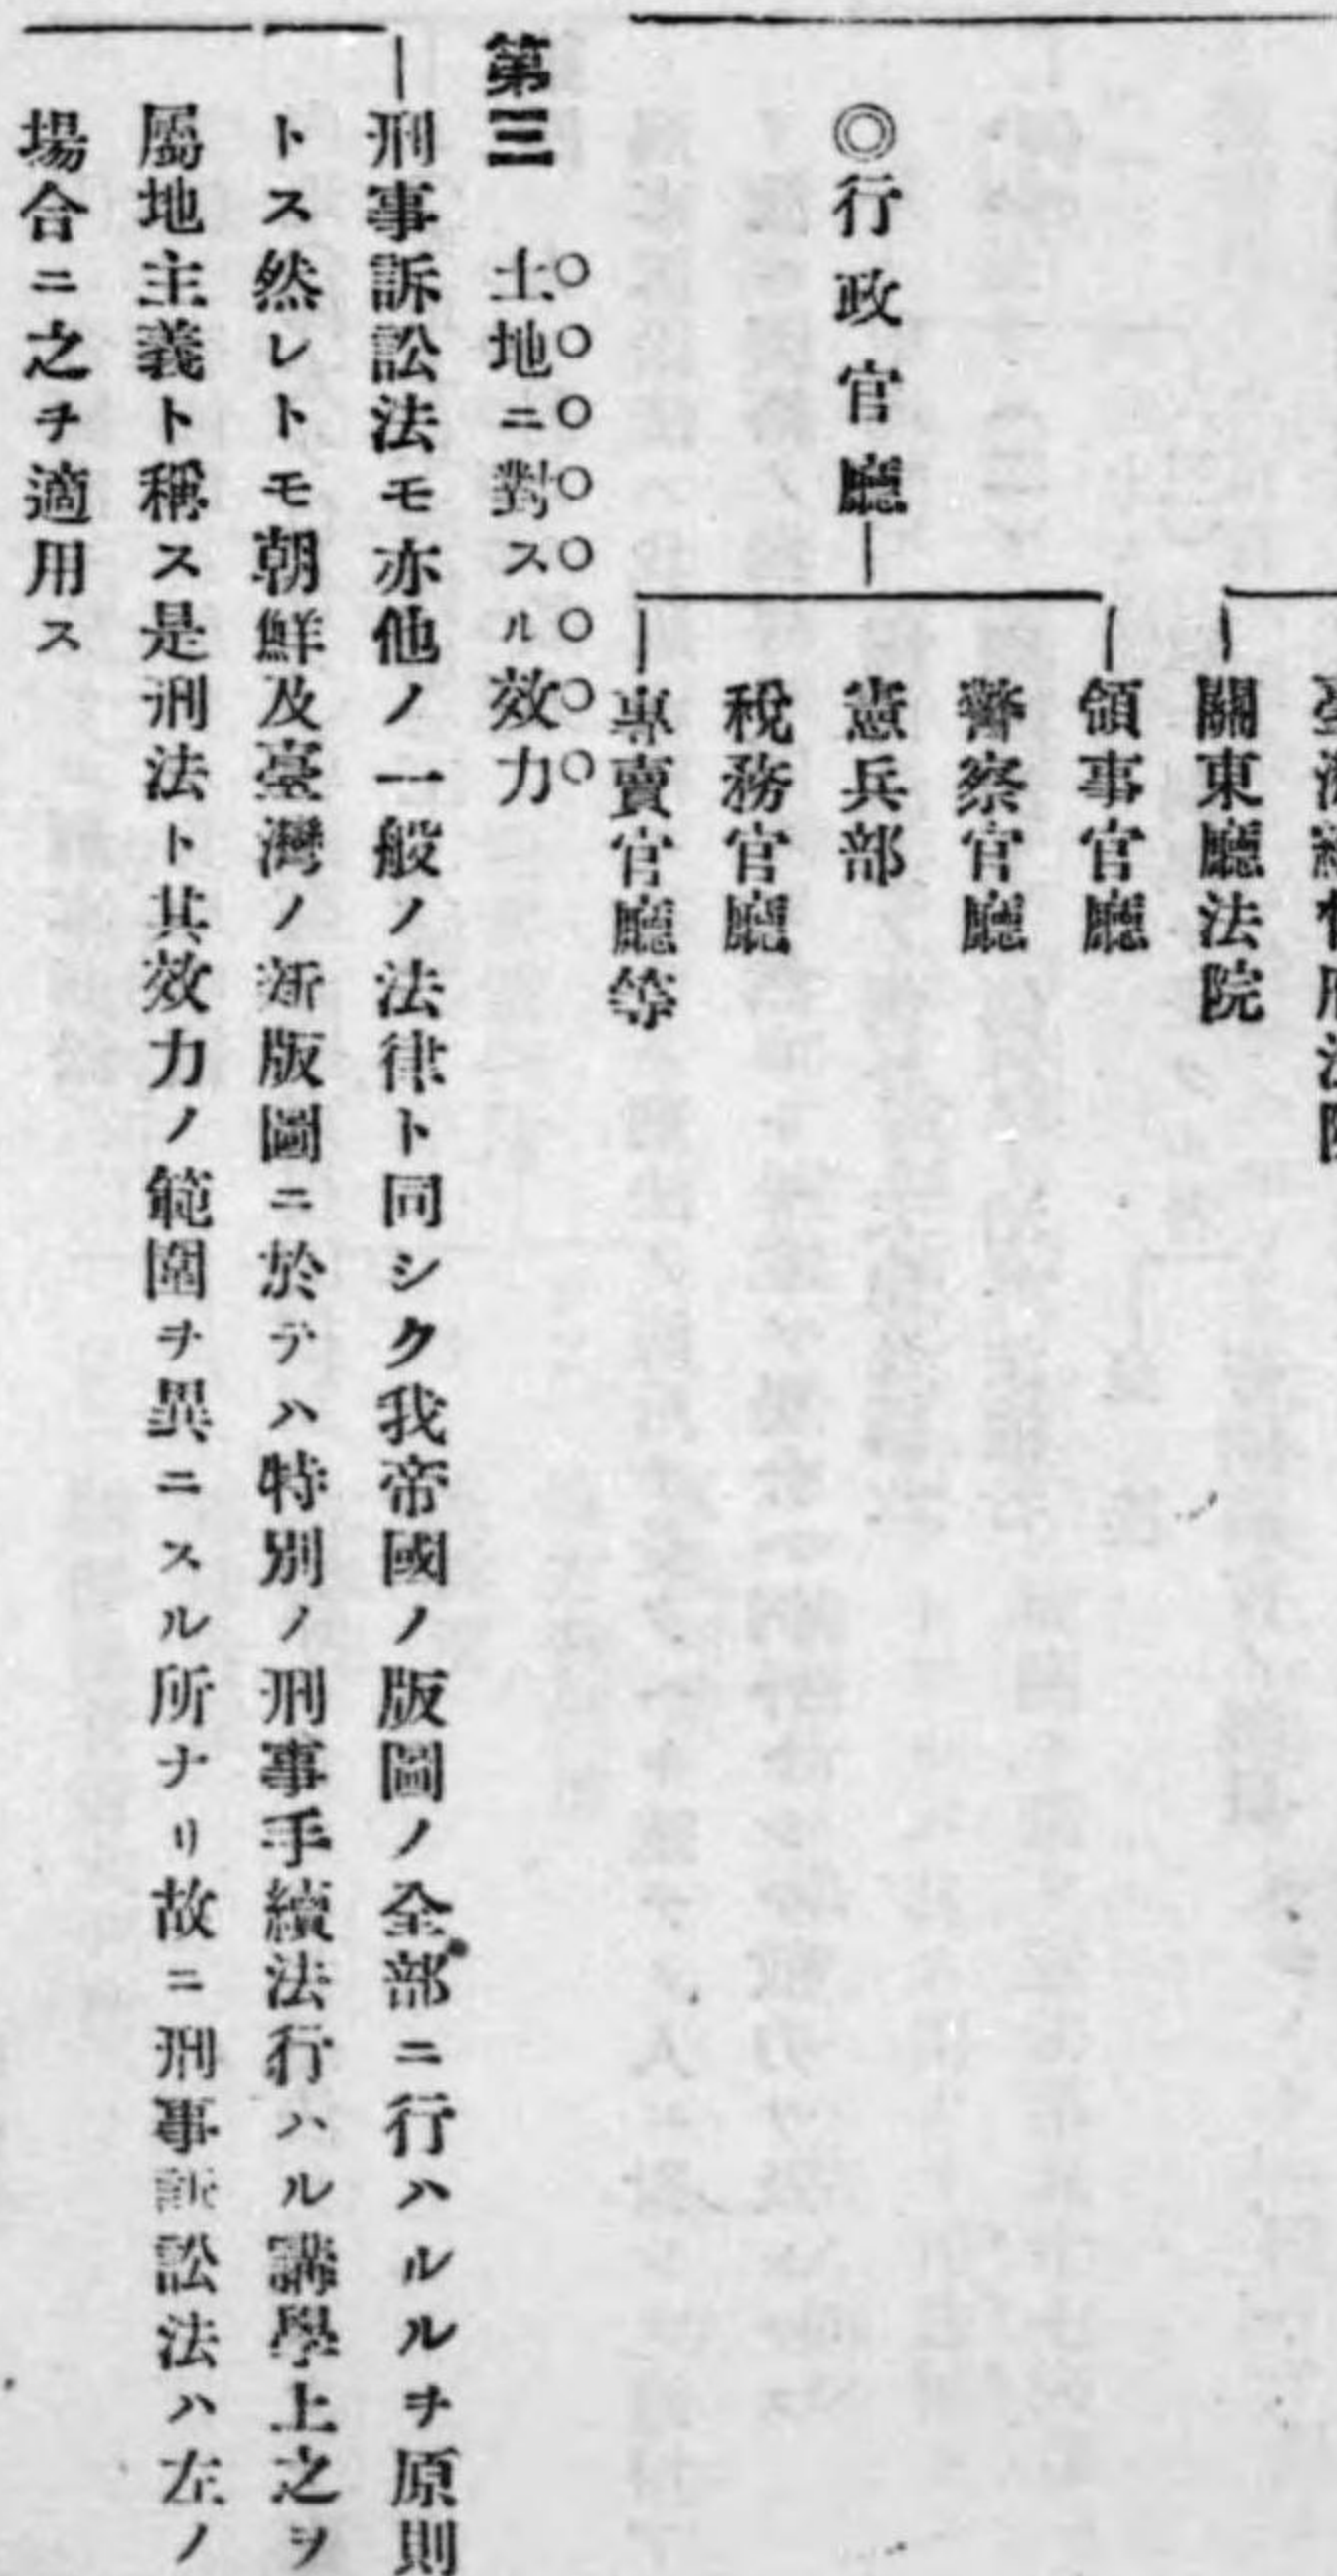 關東廳法院
領事官廳
警察官廳
◎行政官廳
憲兵部
稅務官廳
專賣官廳等
第三　土地ニ對スル效力
刑事訴訟法モ亦他ノ一般ノ法律ト同シク我帝國ノ版圖ノ全部ニ行ハルルヲ原則
トス然レトモ朝鮮及臺灣ノ新版圖ニ於テハ特別ノ刑事手續法行ハル講學上之ヲ
屬地主義ト稱ス是刑法ト其效力ノ範圍ヲ異ニスル所ナリ故ニ刑事訴訟法ハ左ノ
場合ニ之ヲ適用ス